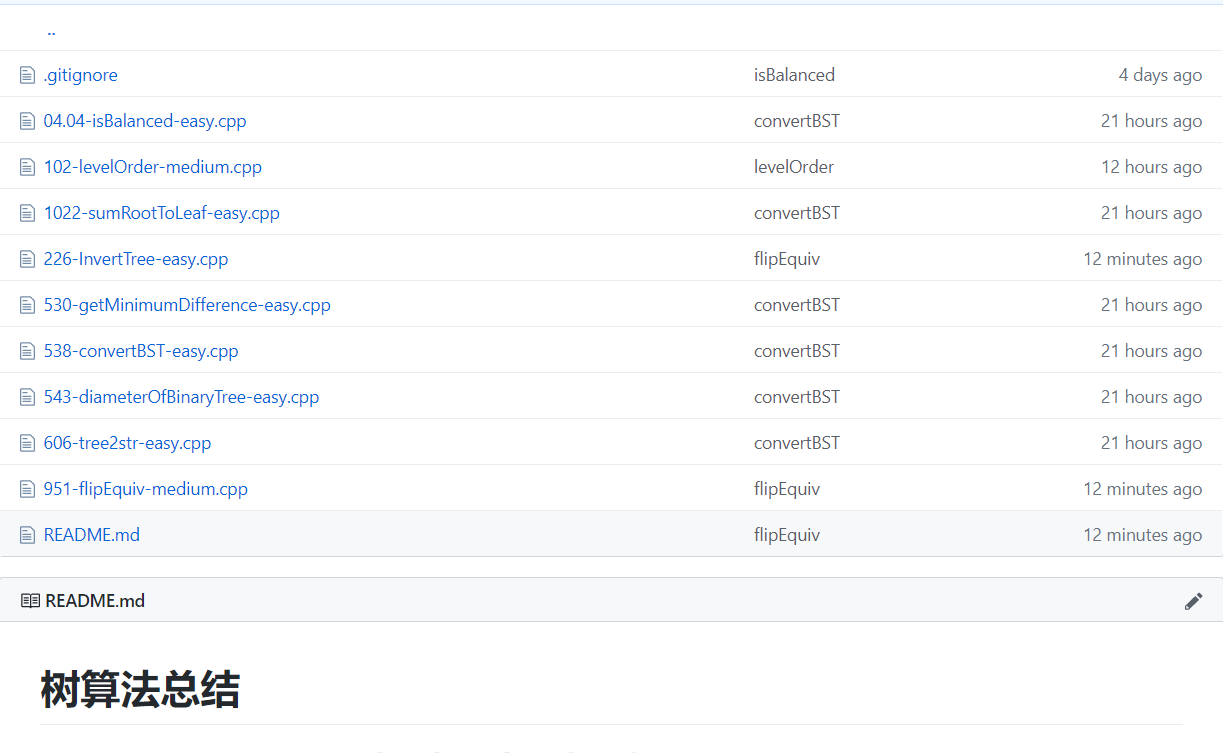 ..
.gitignore isBalanced 4 days ago
04.04-isBalanced-easy.cpp convertBST 21 hours ago
102-levelOrder-medium.cpp levelOrder 12 hours ago
1022-sumRootToLeaf-easy.cpp convertBST 21 hours ago
226-InvertTree-easy.cpp flipEquiv 12 minutes ago
530-getMinimumDifference-easy.cpp convertBST 21 hours ago
538-convertBST-easy.cpp convertBST 21 hours ago
543-diameterOfBinaryTree-easy.cpp convertBST 21 hours ago
606-tree2str-easy.cpp convertBST 21 hours ago
951-flipEquiv-medium.cpp flipEquiv 12 minutes ago
README.md flipEquiv 12 minutes ago
README.md
树算法总结